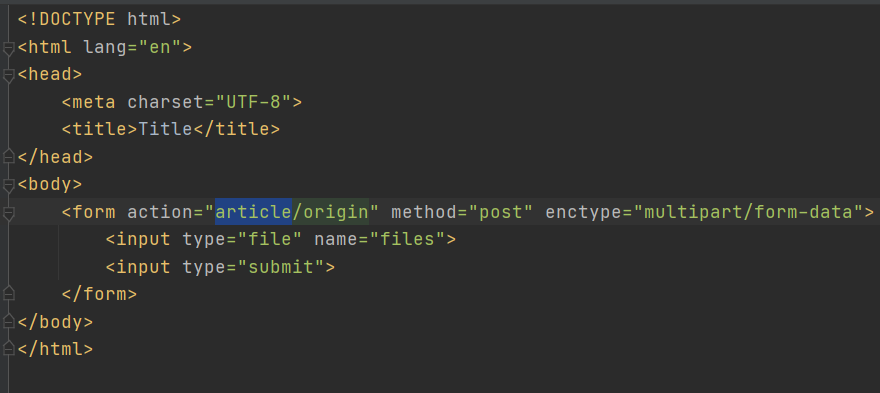 <!DOCTYPE html>
<html lang="en">
<head>
    <meta charset="UTF-8">
    <title>Title</title>
</head>
<body>
    <form action="article/origin" method="post" enctype="multipart/form-data">
        <input type="file" name="files">
        <input type="submit">
    </form>
</body>
</html>